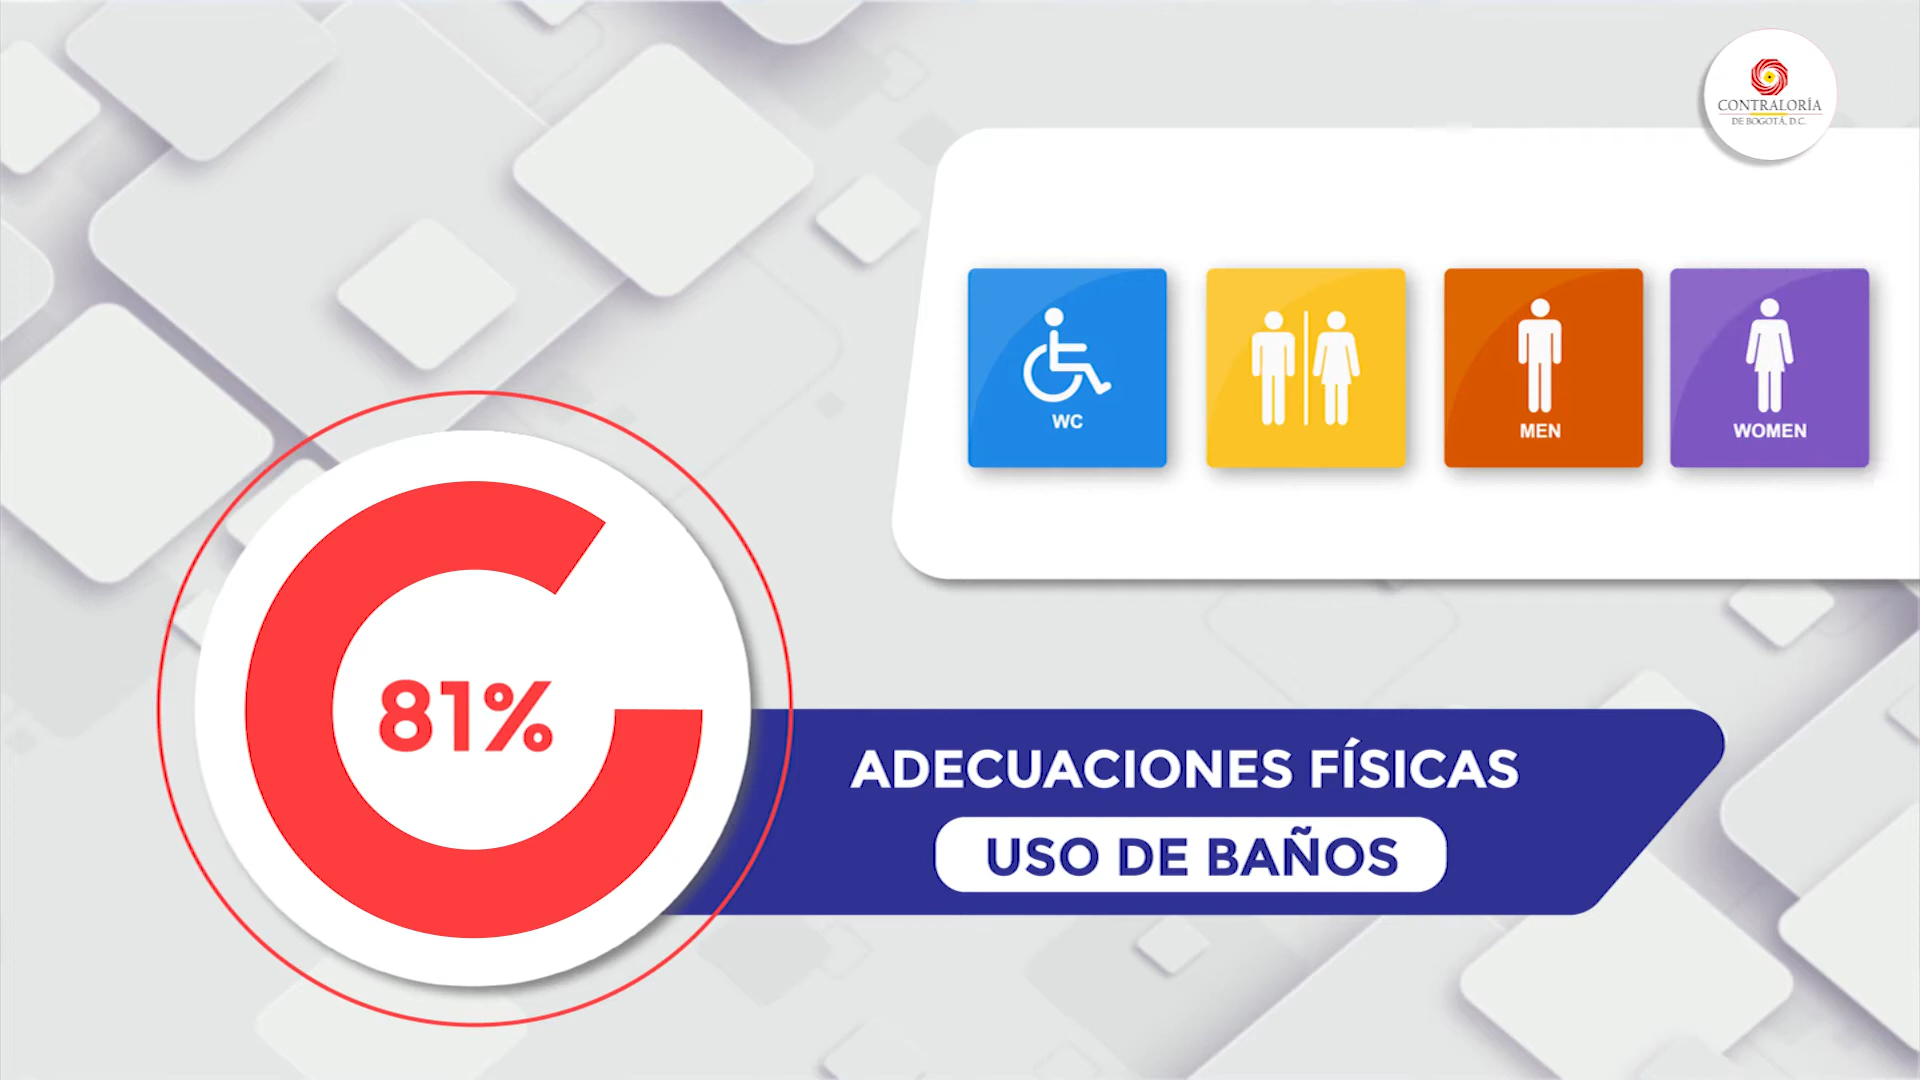 CONTRALORÍA
DE BOGOTÁ, D.C.
WC
MEN
WOMEN
81%
ADECUACIONES FÍSICAS
USO DE BAÑOS